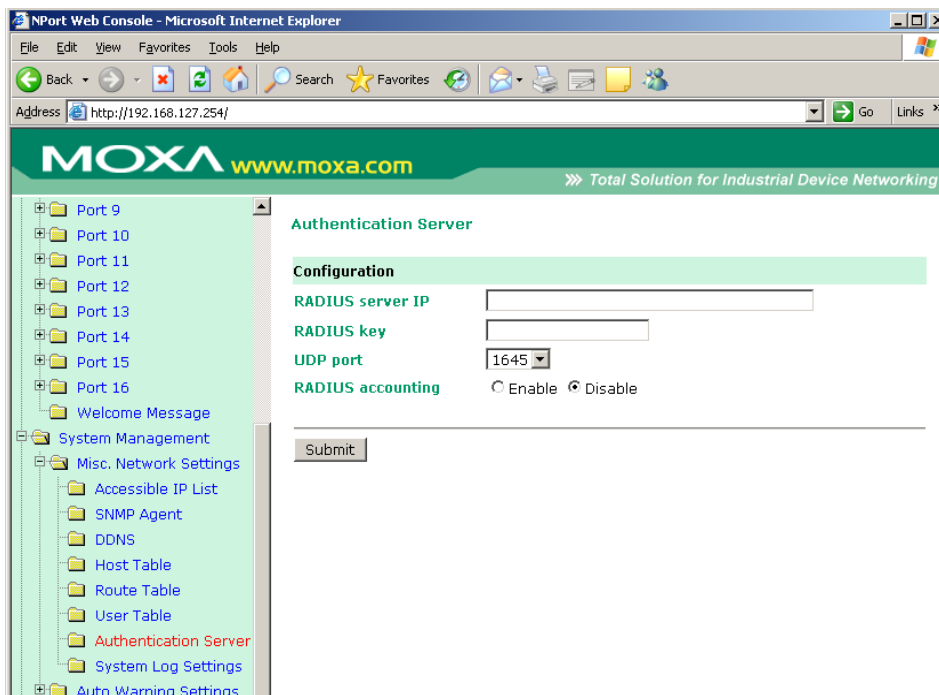 NPort Web Console - Microsoft Internet Explorer
File Edit View Favorites Tools Help
Back Search Favorites
Address http://192.168.127.254/ Go Links »
MOXA www.moxa.com
Total Solution for Industrial Device Networking
Port 9
Port 10
Port 11
Port 12
Port 13
Port 14
Port 15
Port 16
Welcome Message
System Management
Misc. Network Settings
Accessible IP List
SNMP Agent
DDNS
Host Table
Route Table
User Table
Authentication Server
System Log Settings
Auto Warning Settings
Authentication Server
Configuration
RADIUS server IP
RADIUS key
UDP port 1645
RADIUS accounting Enable Disable
Submit